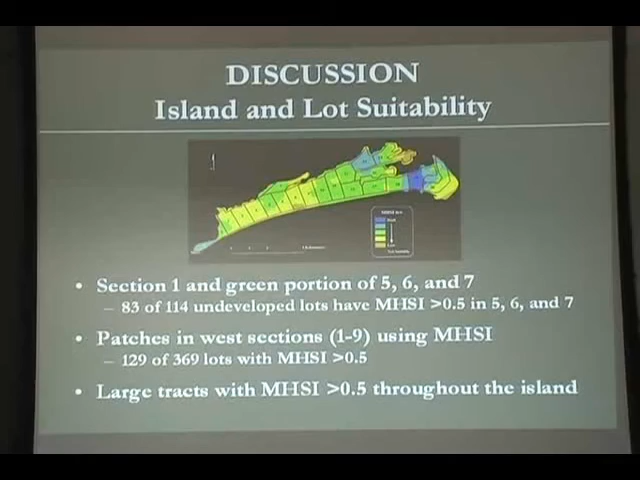 DISCUSSION
Island and Lot Suitability
• Section 1 and green portion of 5, 6, and 7
– 83 of 114 undeveloped lots have MHSI >0.5 in 5, 6, and 7
• Patches in west sections (1-9) using MHSI
– 129 of 369 lots with MHSI >0.5
• Large tracts with MHSI >0.5 throughout the island